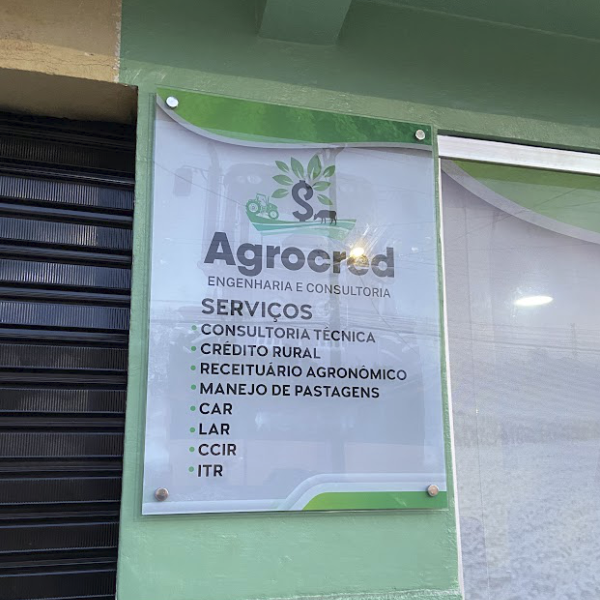 Agrocred
ENGENHARIA E CONSULTORIA
SERVIÇOS
• CONSULTORIA TÉCNICA
• CRÉDITO RURAL
• RECEITUÁRIO AGRONÔMICO
• MANEJO DE PASTAGENS
• CAR
• LAR
• CCIR
• ITR